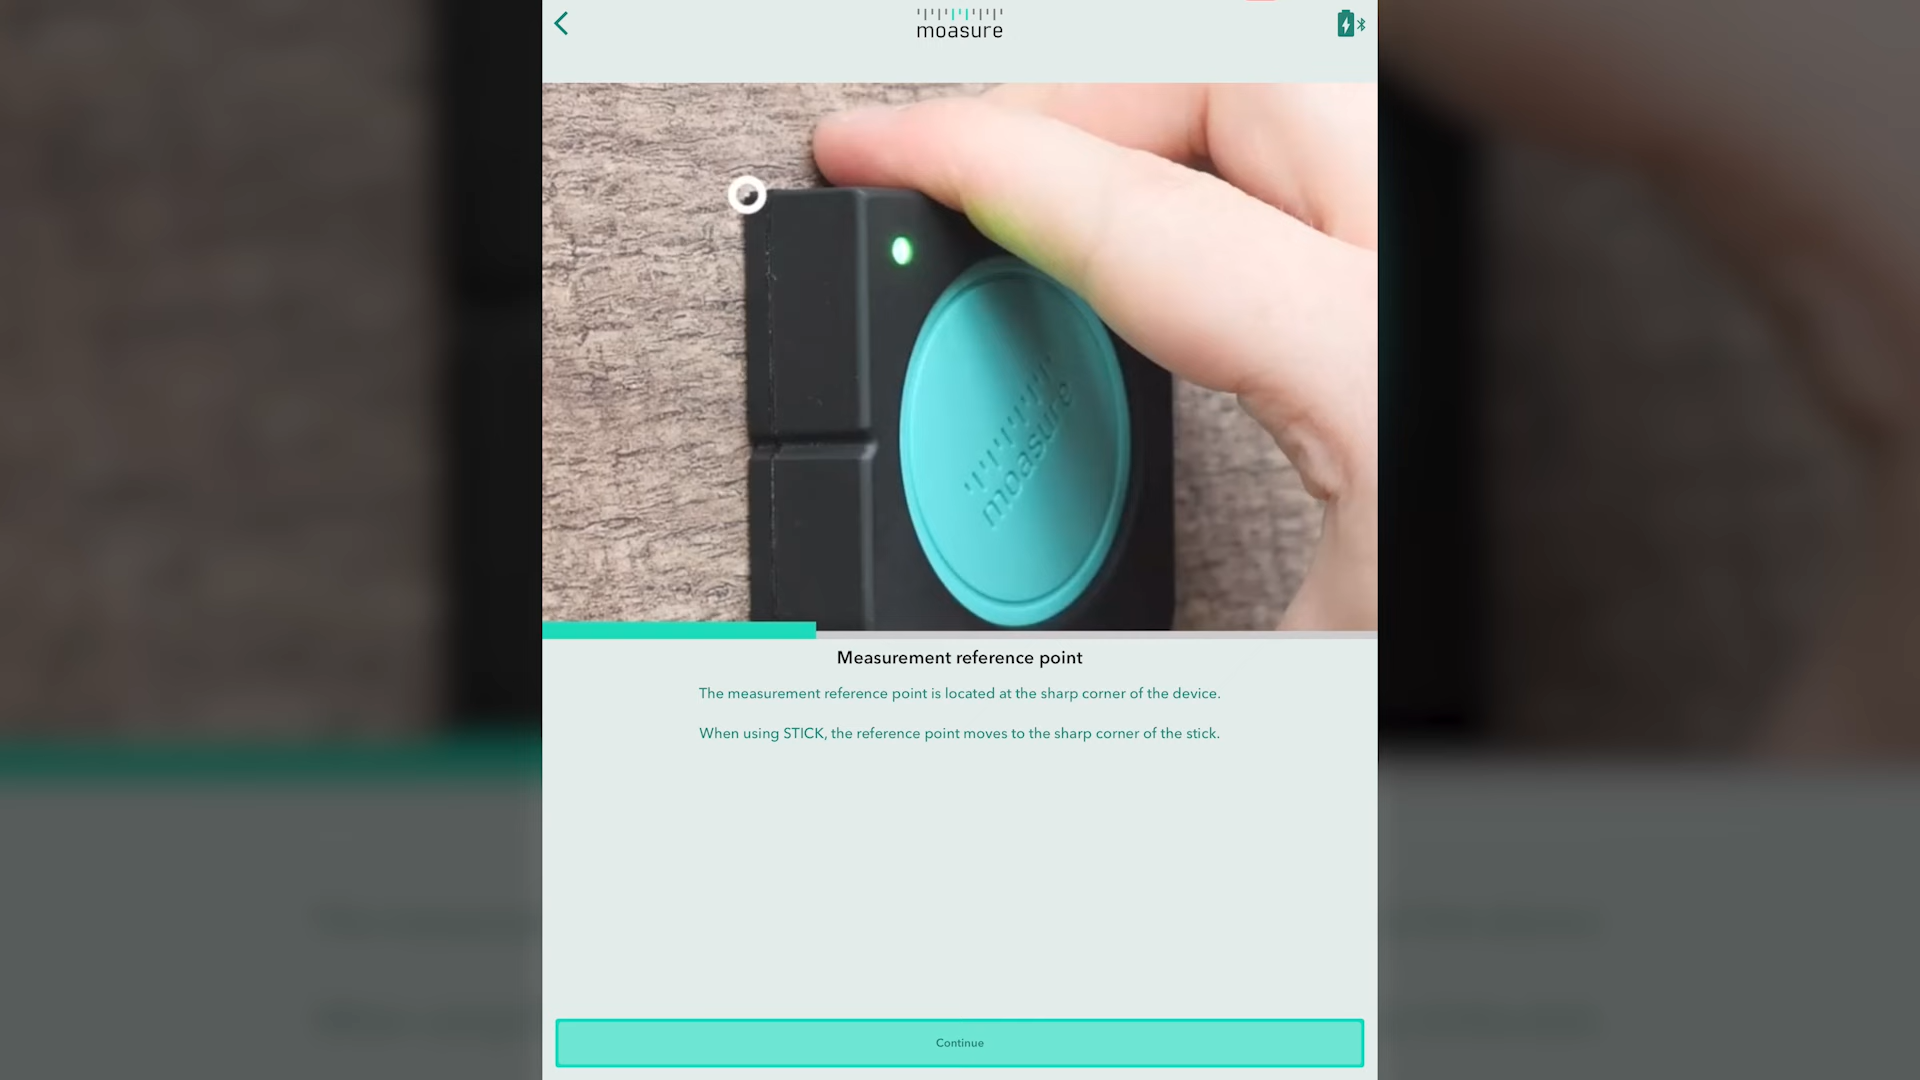 moasure
moasure
Measurement reference point
The measurement reference point is located at the sharp corner of the device.
When using STICK, the reference point moves to the sharp corner of the stick.
Continue